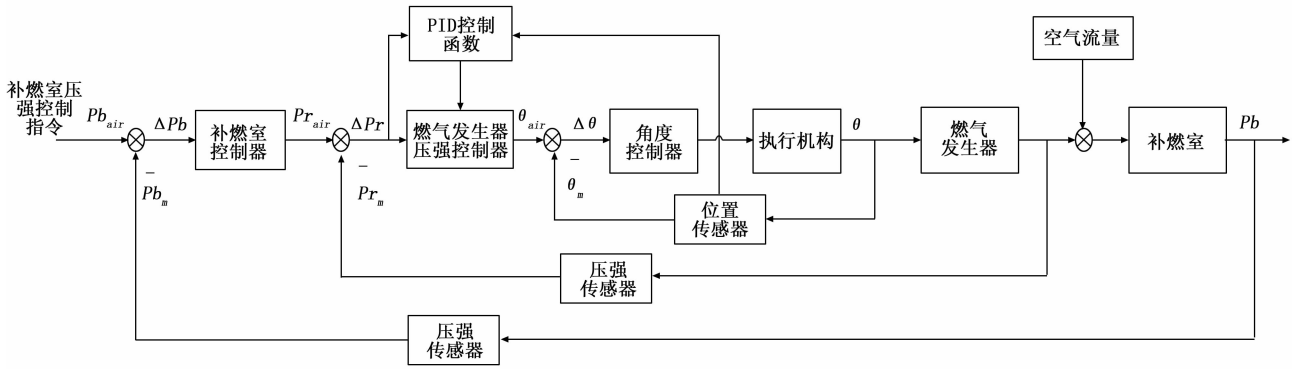 PID控制
函数
空气流量
补燃室压
强控制
指令
Pb_air
ΔPb
补燃室
控制器
Pr_air
ΔPr
燃气发生器
压强控制器
θ_air
Δθ
角度
控制器
执行机构
θ
燃气
发生器
补燃室
Pb
−
Pb_m
−
Pr_m
−
θ_m
位置
传感器
压强
传感器
压强
传感器